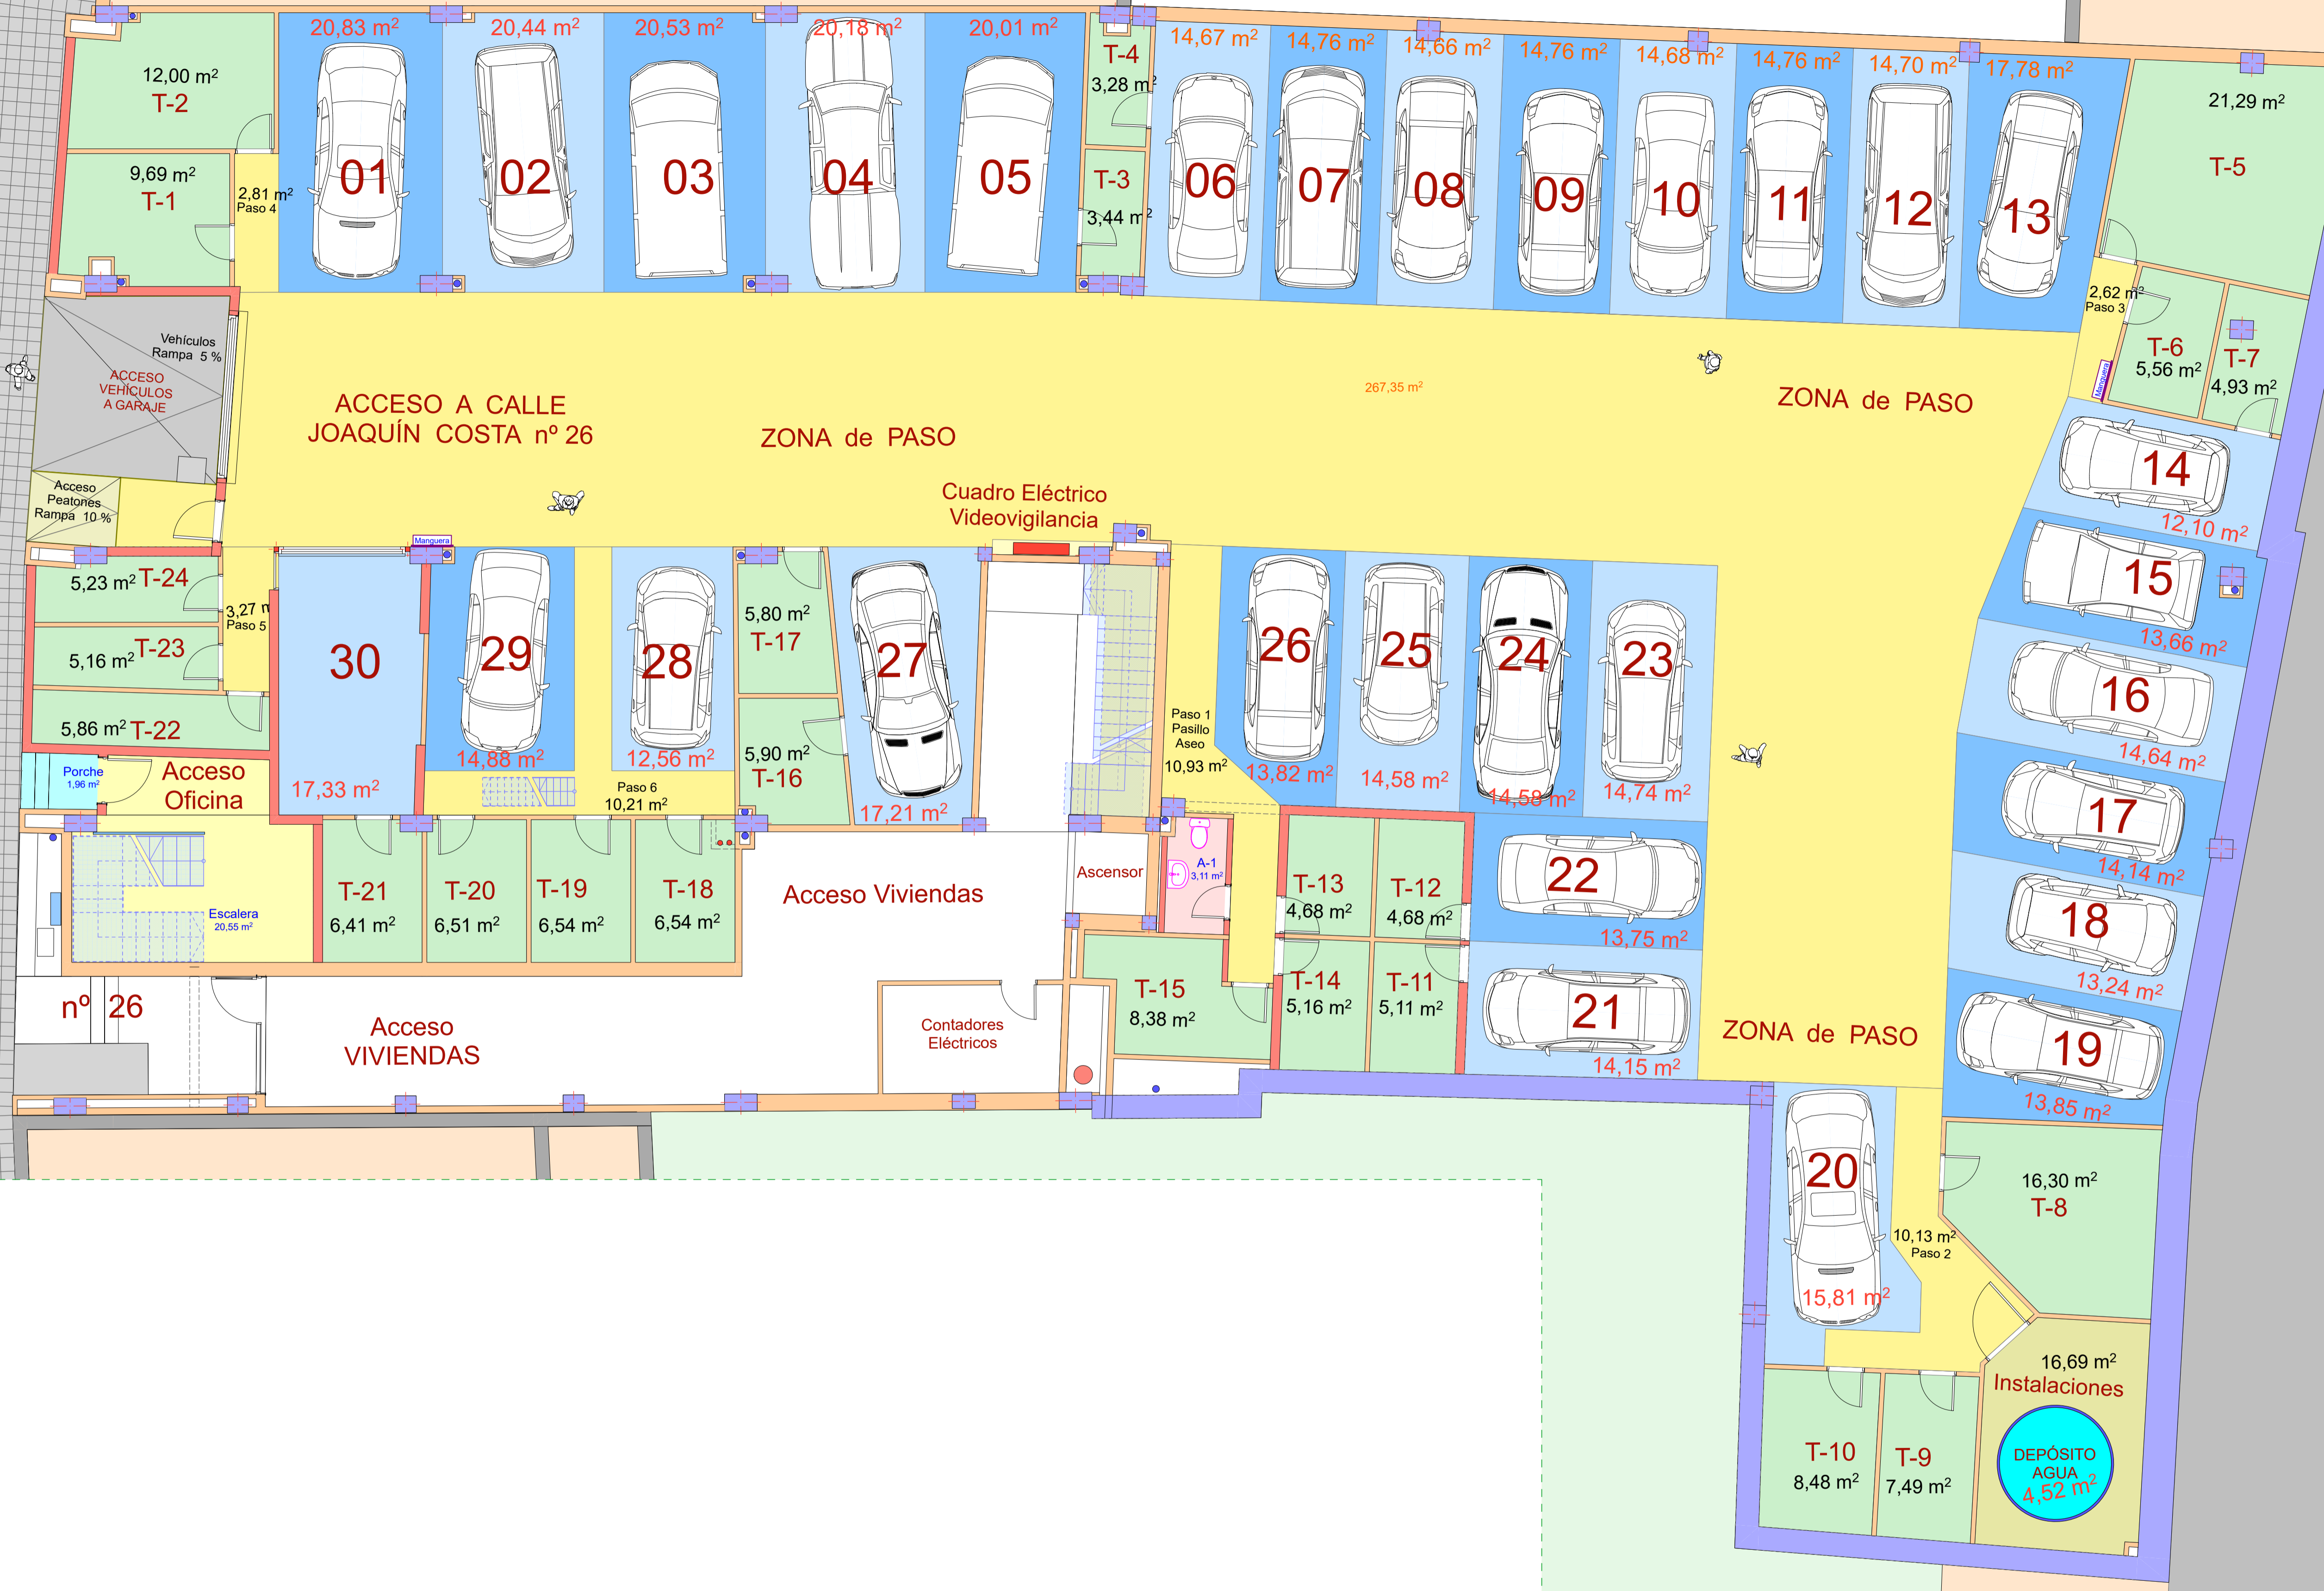 20,83 m²
20,44 m²
20,53 m²
20,18 m²
20,01 m²
T-4
3,28 m²
14,67 m²
14,76 m²
14,66 m²
14,76 m²
14,68 m²
14,76 m²
14,70 m²
17,78 m²
12,00 m²
T-2
21,29 m²
T-5
01
02
03
04
05
06
07
08
09
10
11
12
13
9,69 m²
T-1
2,81 m²
Paso 4
T-3
3,44 m²
2,62 m²
Paso 3
T-6
5,56 m²
T-7
4,93 m²
Manguera
Vehículos
Rampa 5 %
ACCESO
VEHÍCULOS
A GARAJE
ACCESO A CALLE
JOAQUÍN COSTA nº 26
ZONA de PASO
267,35 m²
ZONA de PASO
Acceso
Peatones
Rampa 10 %
Cuadro Eléctrico
Videovigilancia
Manguera
14
12,10 m²
15
13,66 m²
16
14,64 m²
17
14,14 m²
18
13,24 m²
19
13,85 m²
5,23 m² T-24
3,27 m
Paso 5
5,16 m² T-23
5,86 m² T-22
30
17,33 m²
29
14,88 m²
28
12,56 m²
Paso 6
10,21 m²
5,80 m²
T-17
5,90 m²
T-16
27
17,21 m²
Paso 1
Pasillo
Aseo
10,93 m²
26
13,82 m²
25
14,58 m²
24
14,58 m²
23
14,74 m²
Porche
1,96 m²
Acceso
Oficina
Escalera
20,55 m²
T-21
6,41 m²
T-20
6,51 m²
T-19
6,54 m²
T-18
6,54 m²
Acceso Viviendas
Ascensor
A-1
3,11 m²
T-13
4,68 m²
T-12
4,68 m²
22
13,75 m²
T-15
8,38 m²
T-14
5,16 m²
T-11
5,11 m²
21
14,15 m²
ZONA de PASO
nº 26
Acceso
VIVIENDAS
Contadores
Eléctricos
20
15,81 m²
10,13 m²
Paso 2
16,30 m²
T-8
16,69 m²
Instalaciones
DEPÓSITO
AGUA
4,52 m²
T-10
8,48 m²
T-9
7,49 m²